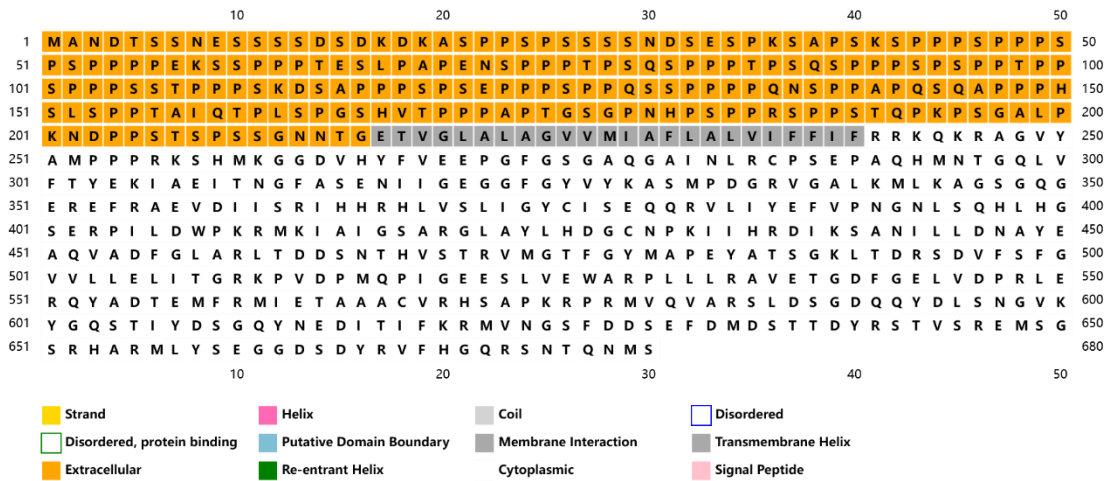 10 20 30 40 50
1 M A N D T S S N E S S S S D S D K D K A S P P S P S S S S N D S E S P K S A P S K S P P P S P P P S 50
51 P S P P P P E K S S P P P T E S L P A P E N S P P P T P S Q S P P P T P S Q S P P P S P S P P T P P 100
101 S P P P S S T P P P S K D S A P P P S P S E P P P S P P Q S S P P P P Q N S P P A P Q S Q A P P P H 150
151 S L S P P T A I Q T P L S P G S H V T P P P A P T G S G P N H P S P P R S P P S T Q P K P S G A L P 200
201 K N D P P S T S P S S G N N T G E T V G L A L A G V V M I A F L A L V I F F I F R R K Q K R A G V Y 250
251 A M P P P R K S H M K G G D V H Y F V E E P G F G S G A Q G A I N L R C P S E P A Q H M N T G Q L V 300
301 F T Y E K I A E I T N G F A S E N I I G E G G F G Y V Y K A S M P D G R V G A L K M L K A G S G Q G 350
351 E R E F R A E V D I I S R I H H R H L V S L I G Y C I S E Q Q R V L I Y E F V P N G N L S Q H L H G 400
401 S E R P I L D W P K R M K I A I G S A R G L A Y L H D G C N P K I I H R D I K S A N I L L D N A Y E 450
451 A Q V A D F G L A R L T D D S N T H V S T R V M G T F G Y M A P E Y A T S G K L T D R S D V F S F G 500
501 V V L L E L I T G R K P V D P M Q P I G E E S L V E W A R P L L L R A V E T G D F G E L V D P R L E 550
551 R Q Y A D T E M F R M I E T A A A C V R H S A P K R P R M V Q V A R S L D S G D Q Q Y D L S N G V K 600
601 Y G Q S T I Y D S G Q Y N E D I T I F K R M V N G S F D D S E F D M D S T T D Y R S T V S R E M S G 650
651 S R H A R M L Y S E G G D S D Y R V F H G Q R S N T Q N M S 680
10 20 30 40 50
Strand Helix Coil Disordered
Disordered, protein binding Putative Domain Boundary Membrane Interaction Transmembrane Helix
Extracellular Re-entrant Helix Cytoplasmic Signal Peptide